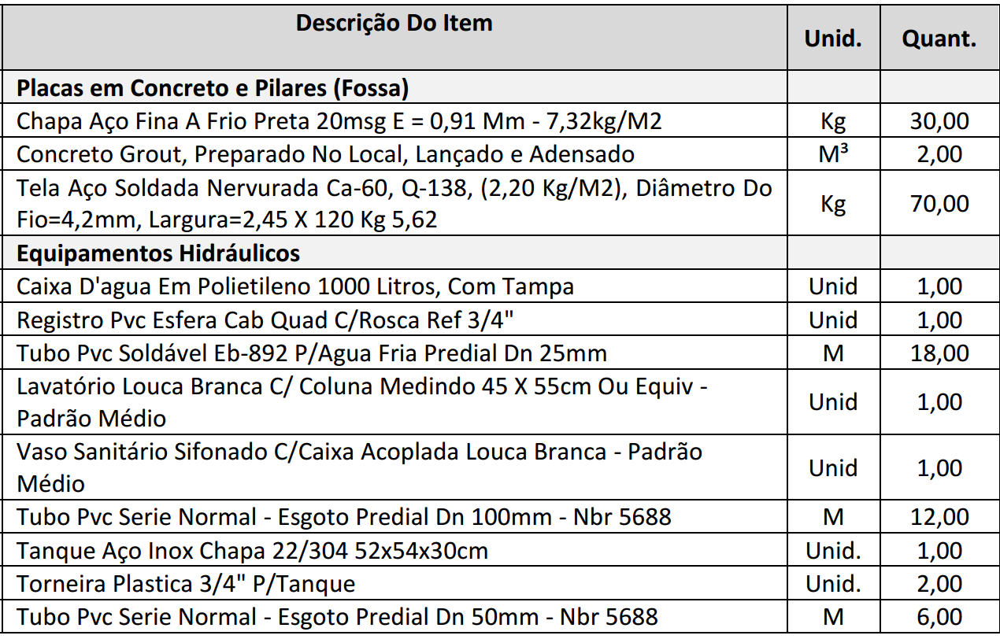 Descrição Do Item Unid. Quant.
Placas em Concreto e Pilares (Fossa)
Chapa Aço Fina A Frio Preta 20msg E = 0,91 Mm - 7,32kg/M2 Kg 30,00
Concreto Grout, Preparado No Local, Lançado e Adensado M³ 2,00
Tela Aço Soldada Nervurada Ca-60, Q-138, (2,20 Kg/M2), Diâmetro Do
Fio=4,2mm, Largura=2,45 X 120 Kg 5,62 Kg 70,00
Equipamentos Hidráulicos
Caixa D'agua Em Polietileno 1000 Litros, Com Tampa Unid 1,00
Registro Pvc Esfera Cab Quad C/Rosca Ref 3/4" Unid 1,00
Tubo Pvc Soldável Eb-892 P/Agua Fria Predial Dn 25mm M 18,00
Lavatório Louca Branca C/ Coluna Medindo 45 X 55cm Ou Equiv -
Padrão Médio Unid 1,00
Vaso Sanitário Sifonado C/Caixa Acoplada Louca Branca - Padrão
Médio Unid 1,00
Tubo Pvc Serie Normal - Esgoto Predial Dn 100mm - Nbr 5688 M 12,00
Tanque Aço Inox Chapa 22/304 52x54x30cm Unid. 1,00
Torneira Plastica 3/4" P/Tanque Unid. 2,00
Tubo Pvc Serie Normal - Esgoto Predial Dn 50mm - Nbr 5688 M 6,00